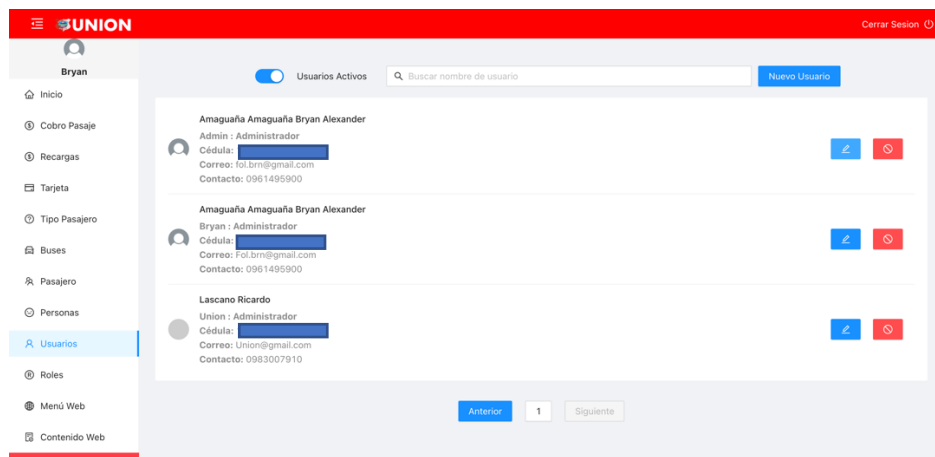 UNION
Cerrar Sesion
Bryan
Inicio
Cobro Pasaje
Recargas
Tarjeta
Tipo Pasajero
Buses
Pasajero
Personas
Usuarios
Roles
Menú Web
Contenido Web
Usuarios Activos
Buscar nombre de usuario
Nuevo Usuario
Amaguaña Amaguaña Bryan Alexander
Admin : Administrador
Cédula:
Correo: fol.brn@gmail.com
Contacto: 0961495900
Amaguaña Amaguaña Bryan Alexander
Bryan : Administrador
Cédula:
Correo: Fol.brn@gmail.com
Contacto: 0961495900
Lascano Ricardo
Union : Administrador
Cédula:
Correo: Union@gmail.com
Contacto: 0983007910
Anterior 1 Siguiente